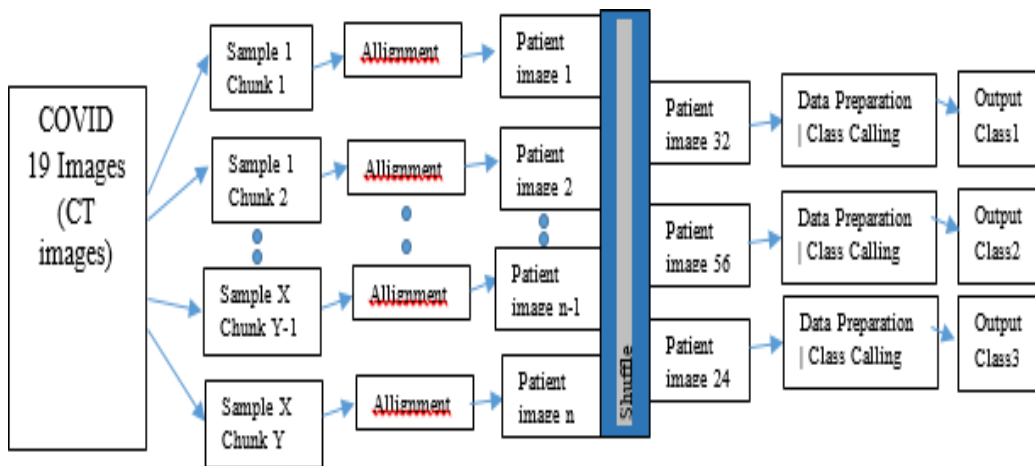 COVID
19 Images
(CT
images)
Sample 1
Chunk 1
Allignment
Patient
image 1
Sample 1
Chunk 2
Allignment
Patient
image 2
Sample X
Chunk Y-1
Allignment
Patient
image n-1
Sample X
Chunk Y
Allignment
Patient
image n
Shuffle
Patient
image 32
Data Preparation
| Class Calling
Output
Class1
Patient
image 56
Data Preparation
| Class Calling
Output
Class2
Patient
image 24
Data Preparation
| Class Calling
Output
Class3